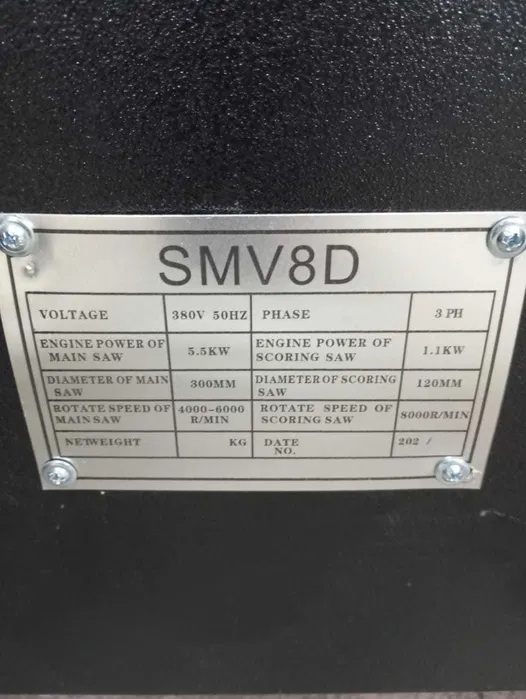 SMV8D
VOLTAGE 380V 50HZ PHASE 3 PH
ENGINE POWER OF MAIN SAW 5.5KW ENGINE POWER OF SCORING SAW 1.1KW
DIAMETER OF MAIN SAW 300MM DIAMETER OF SCORING SAW 120MM
ROTATE SPEED OF MAIN SAW 4000-6000 R/MIN ROTATE SPEED OF SCORING SAW 8000R/MIN
NETWEIGHT KG DATE NO. 202 /